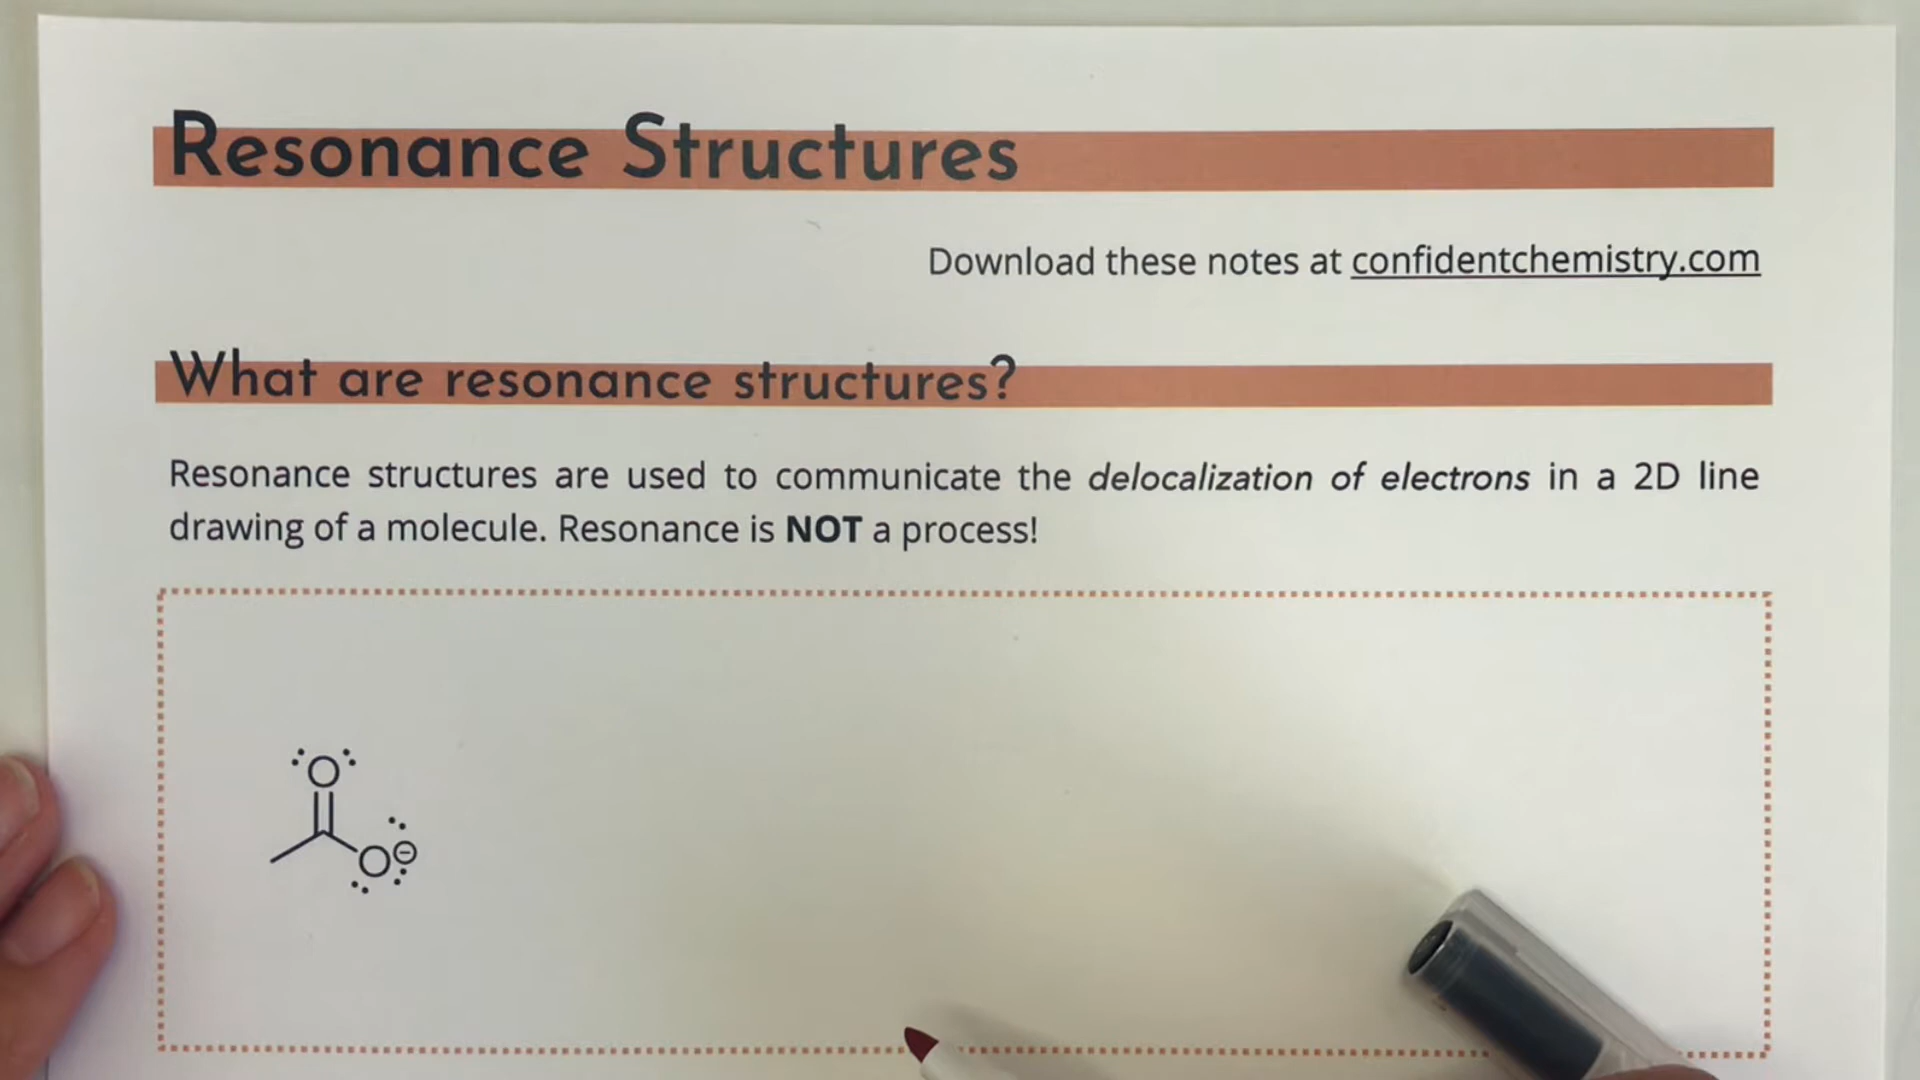 Resonance Structures
Download these notes at confidentchemistry.com
What are resonance structures?
Resonance structures are used to communicate the delocalization of electrons in a 2D line
drawing of a molecule. Resonance is NOT a process!
O
O⊖